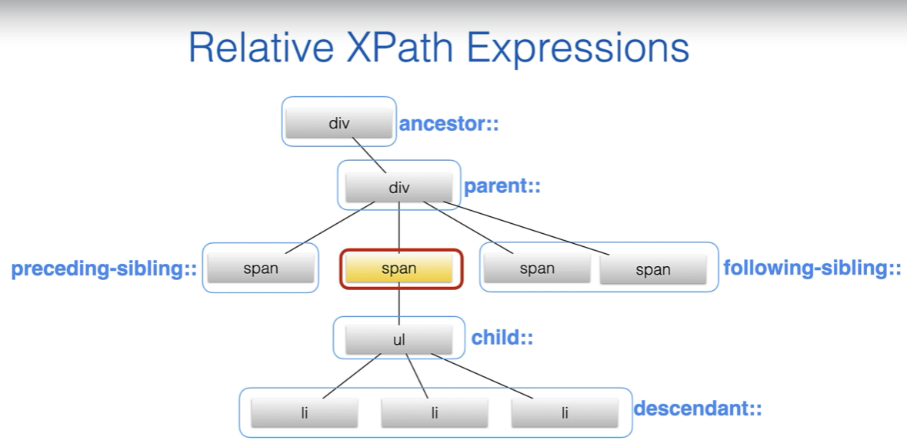 Relative XPath Expressions
div ancestor::
div parent::
preceding-sibling:: span span span span following-sibling::
ul child::
li li li descendant::